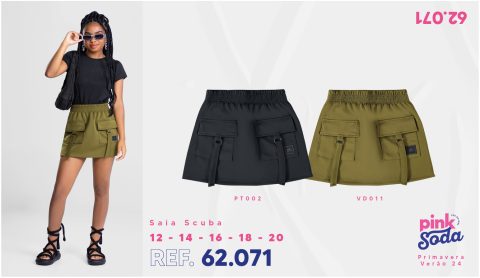 62.071
PT002
VD011
Saia Scuba
12 - 14 - 16 - 18 - 20
REF. 62.071
pink
Soda
Primavera
Verão 24